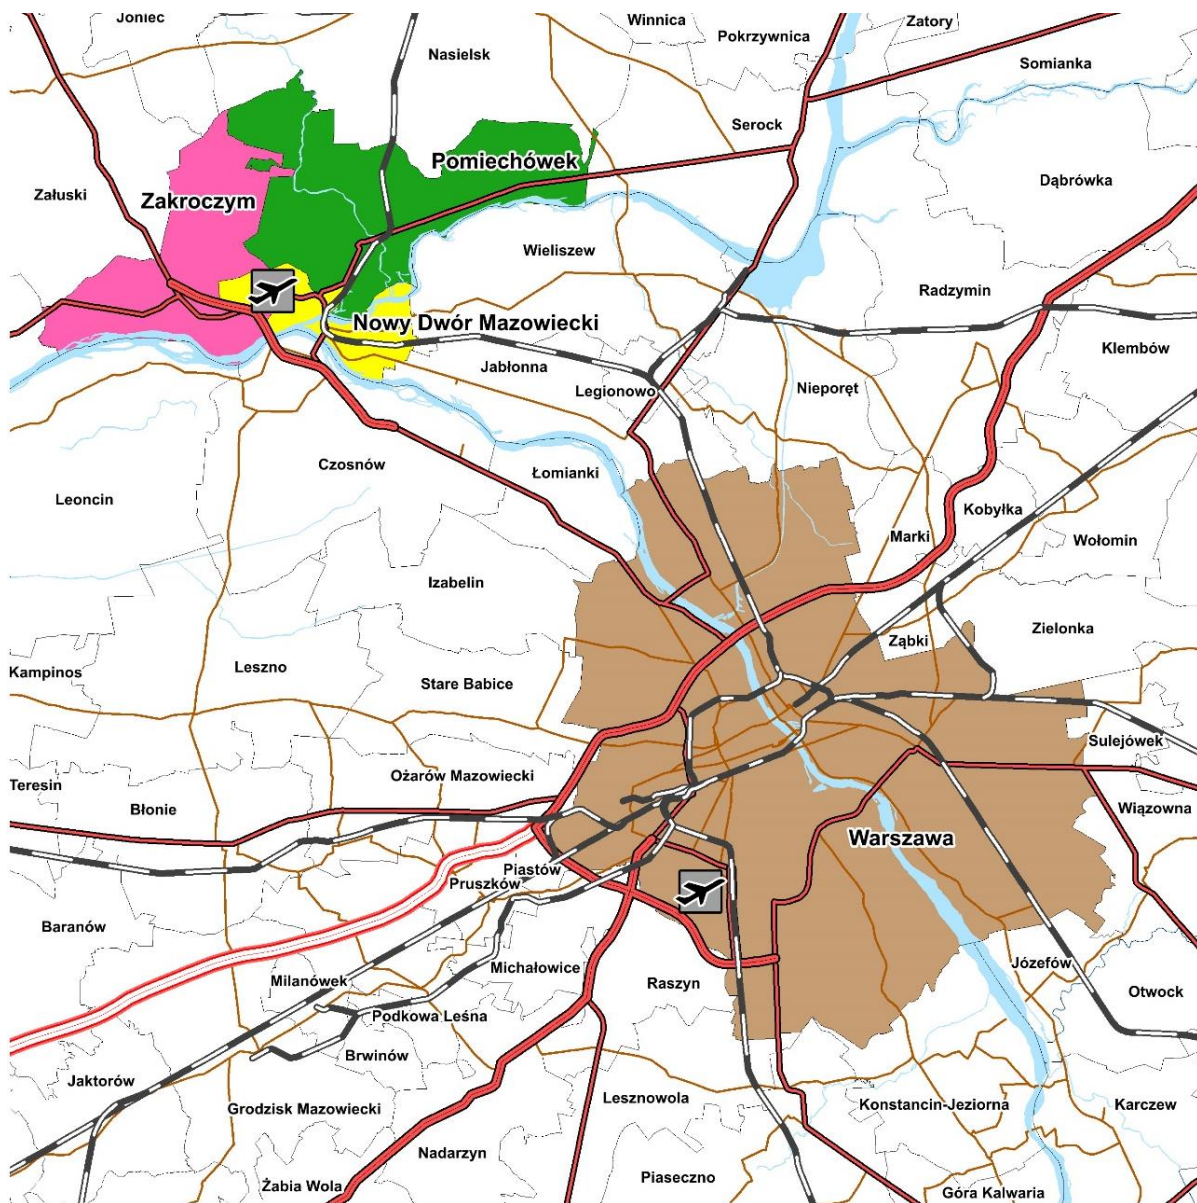 Joniec
Winnica
Zatory
Pokrzywnica
Nasielsk
Somianka
Serock
Pomiechówek
Dąbrówka
Załuski
Zakroczym
Wieliszew
Radzymin
Nowy Dwór Mazowiecki
Klembów
Jabłonna
Legionowo
Nieporęt
Czosnów
Łomianki
Leoncin
Kobyłka
Marki
Wołomin
Izabelin
Zielonka
Ząbki
Kampinos
Leszno
Stare Babice
Sulejówek
Ożarów Mazowiecki
Teresin
Błonie
Wiązowna
Warszawa
Piastów
Pruszków
Baranów
Józefów
Michałowice
Milanówek
Raszyn
Otwock
Podkowa Leśna
Brwinów
Jaktorów
Lesznowola
Konstancin-Jeziorna
Karczew
Grodzisk Mazowiecki
Nadarzyn
Piaseczno
Żabia Wola
Góra Kalwaria